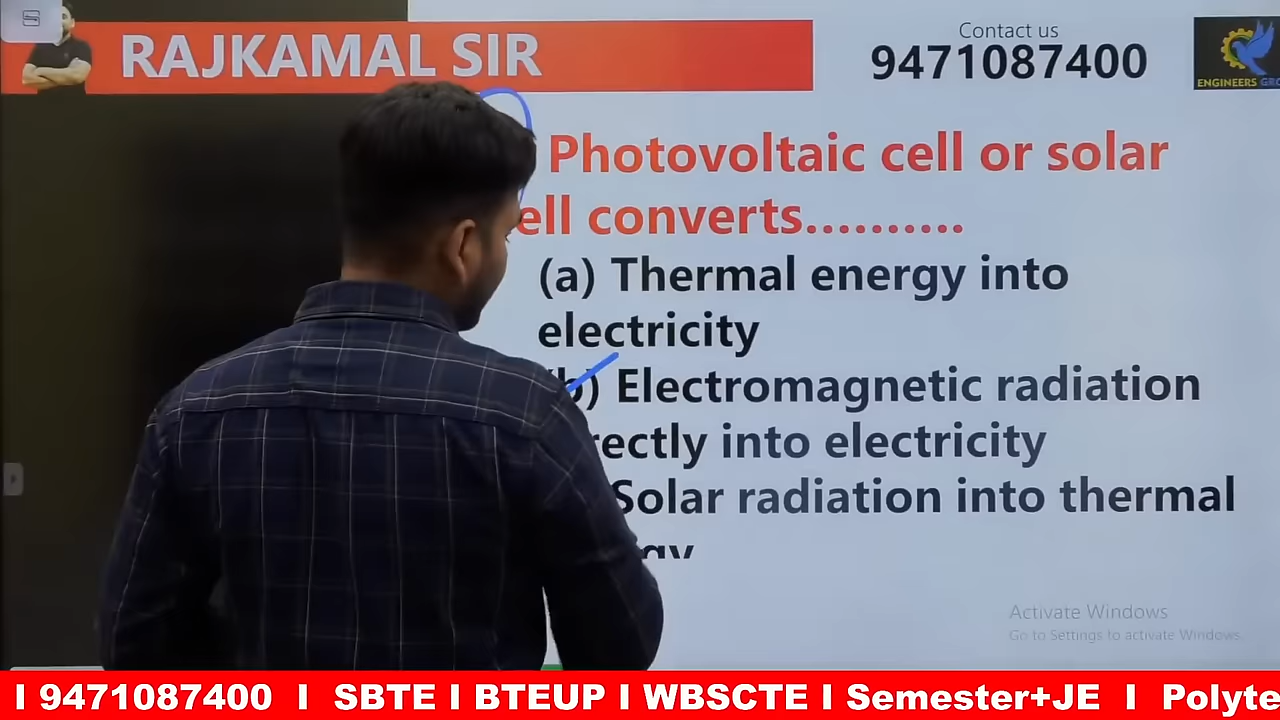 RAJKAMAL SIR
Contact us
9471087400
ENGINEERS GRO
Photovoltaic cell or solar
ell converts..........
(a) Thermal energy into
electricity
(b) Electromagnetic radiation
rectly into electricity
Solar radiation into thermal
gy
Activate Windows
Go to Settings to activate Windows.
I 9471087400 I SBTE I BTEUP I WBSCTE I Semester+JE I Polyte